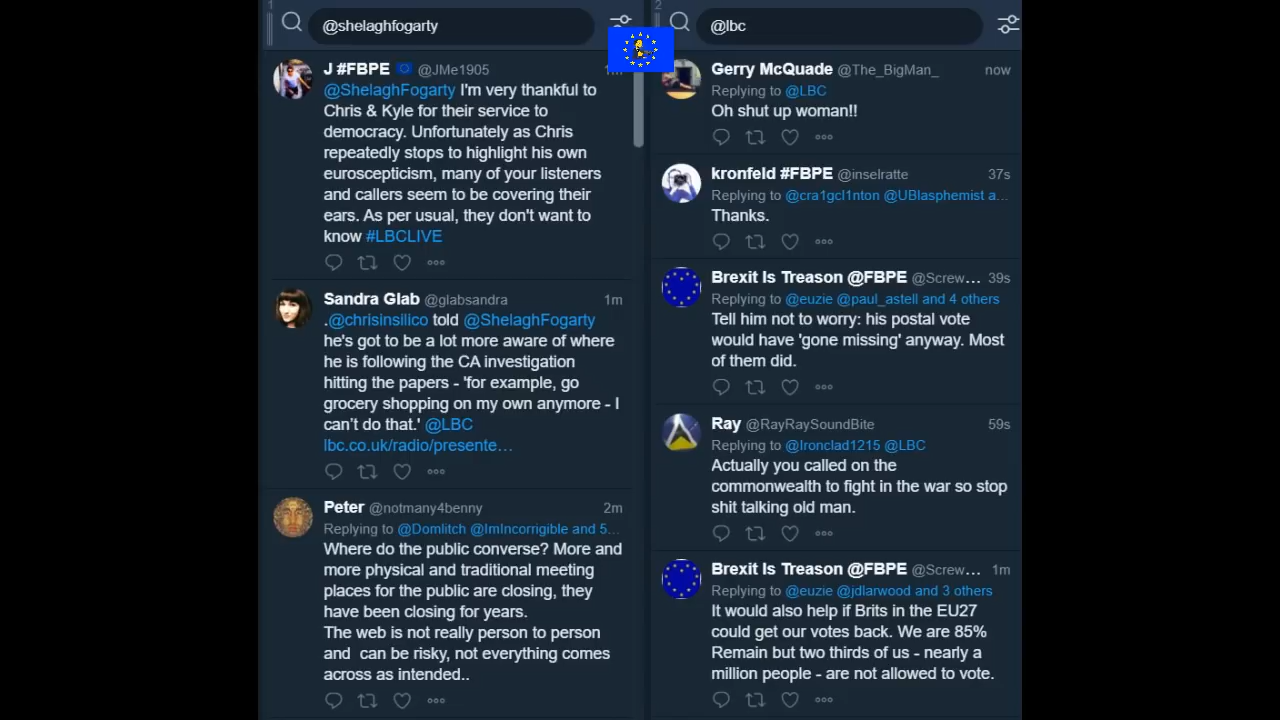 1
@shelaghfogarty
J #FBPE @JMe1905
@ShelaghFogarty I'm very thankful to
Chris & Kyle for their service to
democracy. Unfortunately as Chris
repeatedly stops to highlight his own
euroscepticism, many of your listeners
and callers seem to be covering their
ears. As per usual, they don't want to
know #LBCLIVE
Sandra Glab @glabsandra 1m
.@chrisinsilico told @ShelaghFogarty
he's got to be a lot more aware of where
he is following the CA investigation
hitting the papers - 'for example, go
grocery shopping on my own anymore - I
can't do that.' @LBC
lbc.co.uk/radio/presente…
Peter @notmany4benny 2m
Replying to @Domlitch @ImIncorrigible and 5...
Where do the public converse? More and
more physical and traditional meeting
places for the public are closing, they
have been closing for years.
The web is not really person to person
and can be risky, not everything comes
across as intended..
2
@lbc
Gerry McQuade @The_BigMan_ now
Replying to @LBC
Oh shut up woman!!
kronfeld #FBPE @inselratte 37s
Replying to @cra1gcl1nton @UBlasphemist a...
Thanks.
Brexit Is Treason @FBPE @Screw... 39s
Replying to @euzie @paul_astell and 4 others
Tell him not to worry: his postal vote
would have 'gone missing' anyway. Most
of them did.
Ray @RayRaySoundBite 59s
Replying to @Ironclad1215 @LBC
Actually you called on the
commonwealth to fight in the war so stop
shit talking old man.
Brexit Is Treason @FBPE @Screw... 1m
Replying to @euzie @jdlarwood and 3 others
It would also help if Brits in the EU27
could get our votes back. We are 85%
Remain but two thirds of us - nearly a
million people - are not allowed to vote.